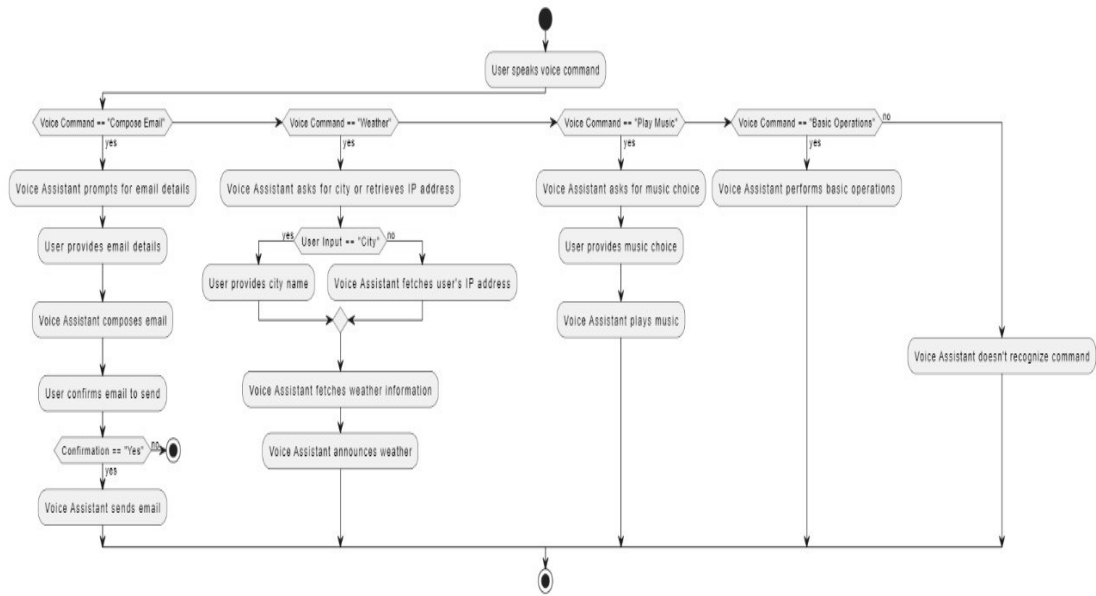 User speaks voice command
Voice Command == "Compose Email"
Voice Command == "Weather"
Voice Command == "Play Music"
Voice Command == "Basic Operations"
no
yes
yes
yes
yes
Voice Assistant prompts for email details
Voice Assistant asks for city or retrieves IP address
Voice Assistant asks for music choice
Voice Assistant performs basic operations
User provides email details
yes
User Input == "City"
no
User provides music choice
User provides city name
Voice Assistant fetches user's IP address
Voice Assistant composes email
Voice Assistant plays music
Voice Assistant doesn't recognize command
User confirms email to send
Voice Assistant fetches weather information
Confirmation == "Yes"
no
Voice Assistant announces weather
yes
Voice Assistant sends email